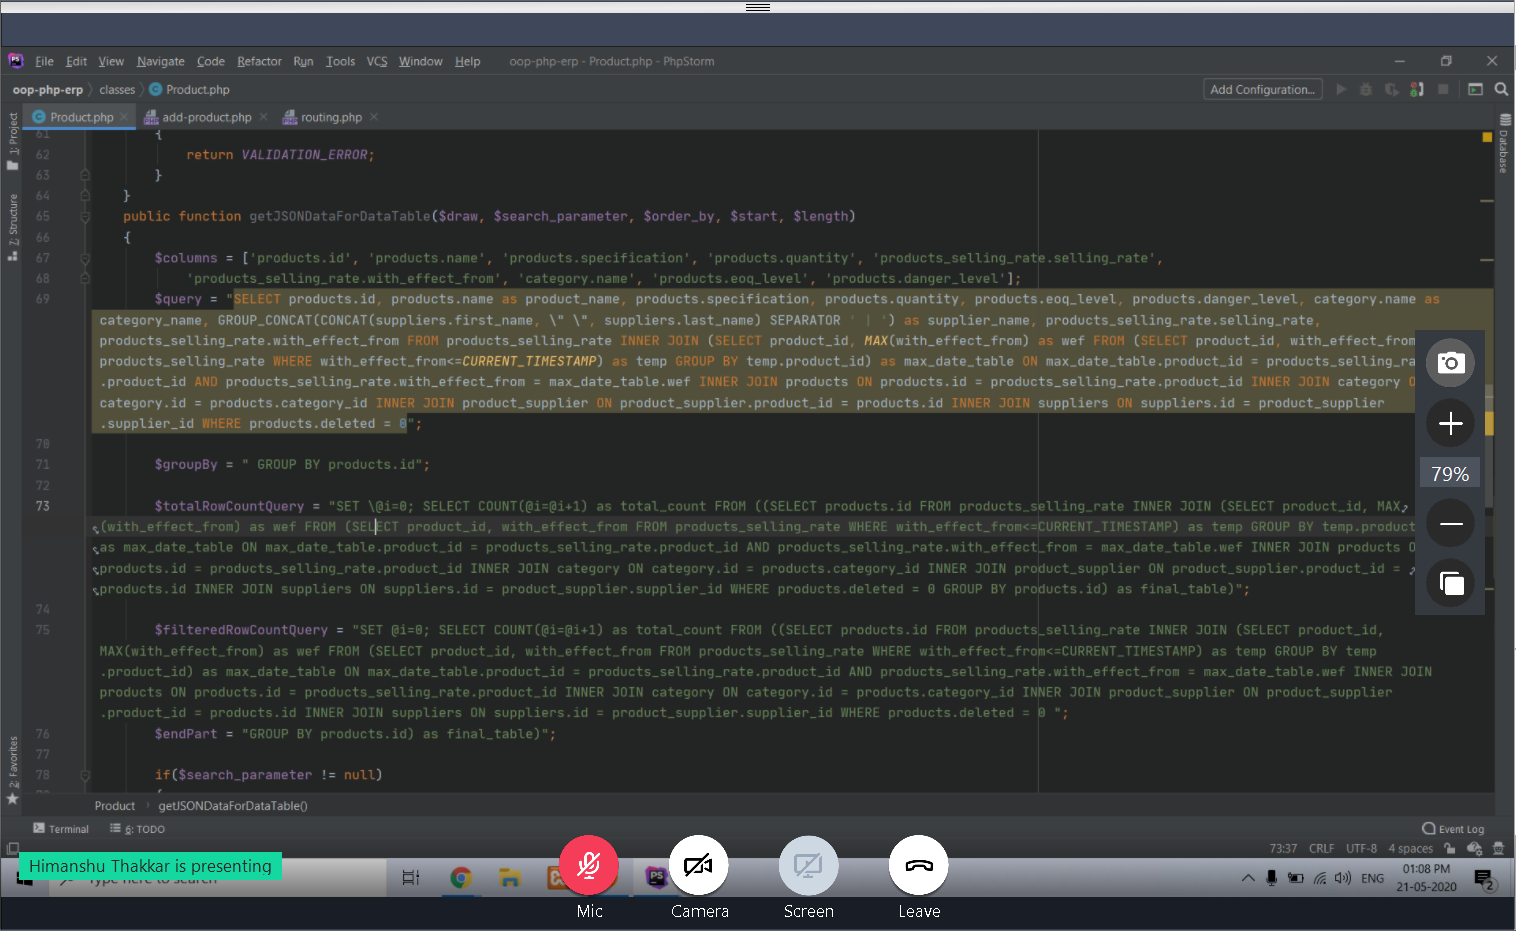 File Edit View Navigate Code Refactor Run Tools VCS Window Help oop-php-erp - Product.php - PhpStorm
oop-php-erp classes Product.php Add Configuration...
Product.php add-product.php routing.php
1: Project
Z: Structure
2: Favorites
Database
61 {
62 return VALIDATION_ERROR;
63 }
64 }
65 public function getJSONDataForDataTable($draw, $search_parameter, $order_by, $start, $length)
66 {
67 $columns = ['products.id', 'products.name', 'products.specification', 'products.quantity', 'products_selling_rate.selling_rate',
68 'products_selling_rate.with_effect_from', 'category.name', 'products.eoq_level', 'products.danger_level'];
69 $query = "SELECT products.id, products.name as product_name, products.specification, products.quantity, products.eoq_level, products.danger_level, category.name as
category_name, GROUP_CONCAT(CONCAT(suppliers.first_name, \" \", suppliers.last_name) SEPARATOR ' | ') as supplier_name, products_selling_rate.selling_rate,
products_selling_rate.with_effect_from FROM products_selling_rate INNER JOIN (SELECT product_id, MAX(with_effect_from) as wef FROM (SELECT product_id, with_effect_from
products_selling_rate WHERE with_effect_from<=CURRENT_TIMESTAMP) as temp GROUP BY temp.product_id) as max_date_table ON max_date_table.product_id = products_selling_ra
.product_id AND products_selling_rate.with_effect_from = max_date_table.wef INNER JOIN products ON products.id = products_selling_rate.product_id INNER JOIN category O
category.id = products.category_id INNER JOIN product_supplier ON product_supplier.product_id = products.id INNER JOIN suppliers ON suppliers.id = product_supplier
.supplier_id WHERE products.deleted = 0";
70
71 $groupBy = " GROUP BY products.id";
72
73 $totalRowCountQuery = "SET \@i=0; SELECT COUNT(@i=@i+1) as total_count FROM ((SELECT products.id FROM products_selling_rate INNER JOIN (SELECT product_id, MAX
(with_effect_from) as wef FROM (SELECT product_id, with_effect_from FROM products_selling_rate WHERE with_effect_from<=CURRENT_TIMESTAMP) as temp GROUP BY temp.product
as max_date_table ON max_date_table.product_id = products_selling_rate.product_id AND products_selling_rate.with_effect_from = max_date_table.wef INNER JOIN products O
products.id = products_selling_rate.product_id INNER JOIN category ON category.id = products.category_id INNER JOIN product_supplier ON product_supplier.product_id =
products.id INNER JOIN suppliers ON suppliers.id = product_supplier.supplier_id WHERE products.deleted = 0 GROUP BY products.id) as final_table)";
74
75 $filteredRowCountQuery = "SET @i=0; SELECT COUNT(@i=@i+1) as total_count FROM ((SELECT products.id FROM products_selling_rate INNER JOIN (SELECT product_id,
MAX(with_effect_from) as wef FROM (SELECT product_id, with_effect_from FROM products_selling_rate WHERE with_effect_from<=CURRENT_TIMESTAMP) as temp GROUP BY temp
.product_id) as max_date_table ON max_date_table.product_id = products_selling_rate.product_id AND products_selling_rate.with_effect_from = max_date_table.wef INNER JOIN
products ON products.id = products_selling_rate.product_id INNER JOIN category ON category.id = products.category_id INNER JOIN product_supplier ON product_supplier
.product_id = products.id INNER JOIN suppliers ON suppliers.id = product_supplier.supplier_id WHERE products.deleted = 0 ";
76 $endPart = "GROUP BY products.id) as final_table)";
77
78 if($search_parameter != null)
79%
Product getJSONDataForDataTable()
Terminal 6: TODO Event Log
73:37 CRLF UTF-8 4 spaces
Himanshu Thakkar is presenting
Type here to search
ENG 01:08 PM
21-05-2020 2
Mic Camera Screen Leave